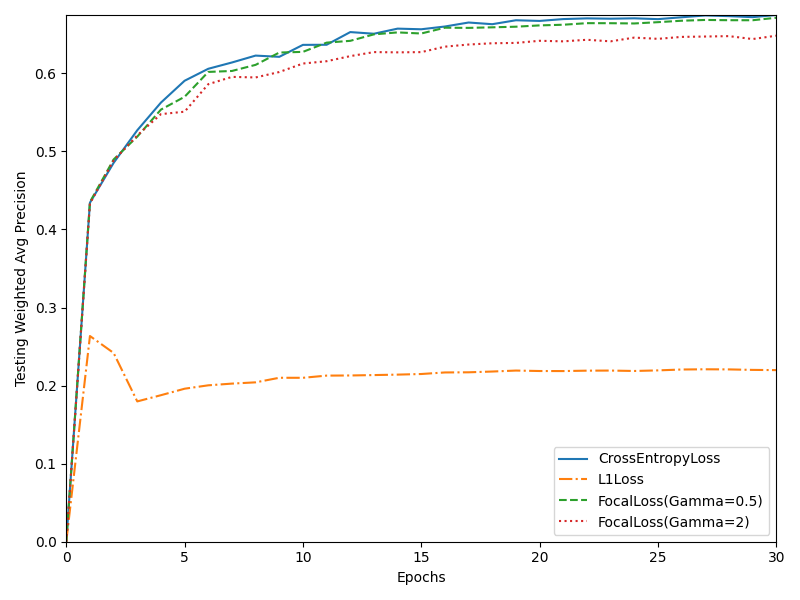 Testing Weighted Avg Precision
0.6
0.5
0.4
0.3
0.2
0.1
0.0
CrossEntropyLoss
L1Loss
FocalLoss(Gamma=0.5)
FocalLoss(Gamma=2)
0 5 10 15 20 25 30
Epochs